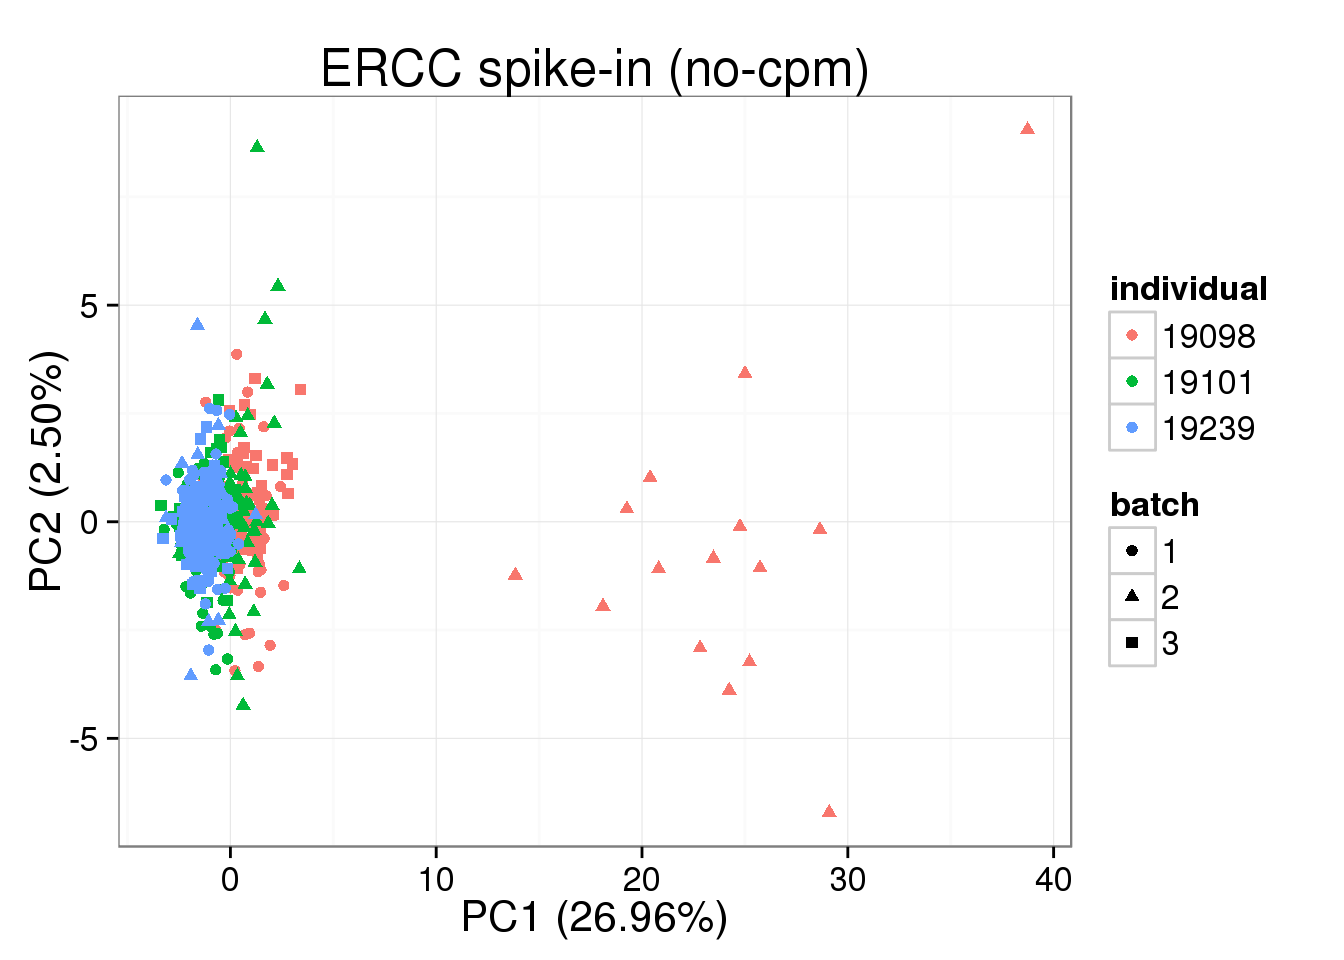 ERCC spike-in (no-cpm)
PC2 (2.50%)
5
0
-5
0 10 20 30 40
PC1 (26.96%)
individual
19098
19101
19239
batch
1
2
3